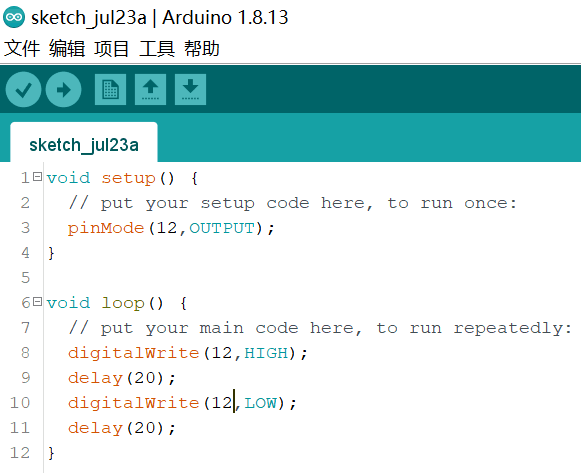 sketch_jul23a | Arduino 1.8.13
文件 编辑 项目 工具 帮助
sketch_jul23a
1 void setup() {
2   // put your setup code here, to run once:
3   pinMode(12,OUTPUT);
4 }
5
6 void loop() {
7   // put your main code here, to run repeatedly:
8   digitalWrite(12,HIGH);
9   delay(20);
10   digitalWrite(12,LOW);
11   delay(20);
12 }